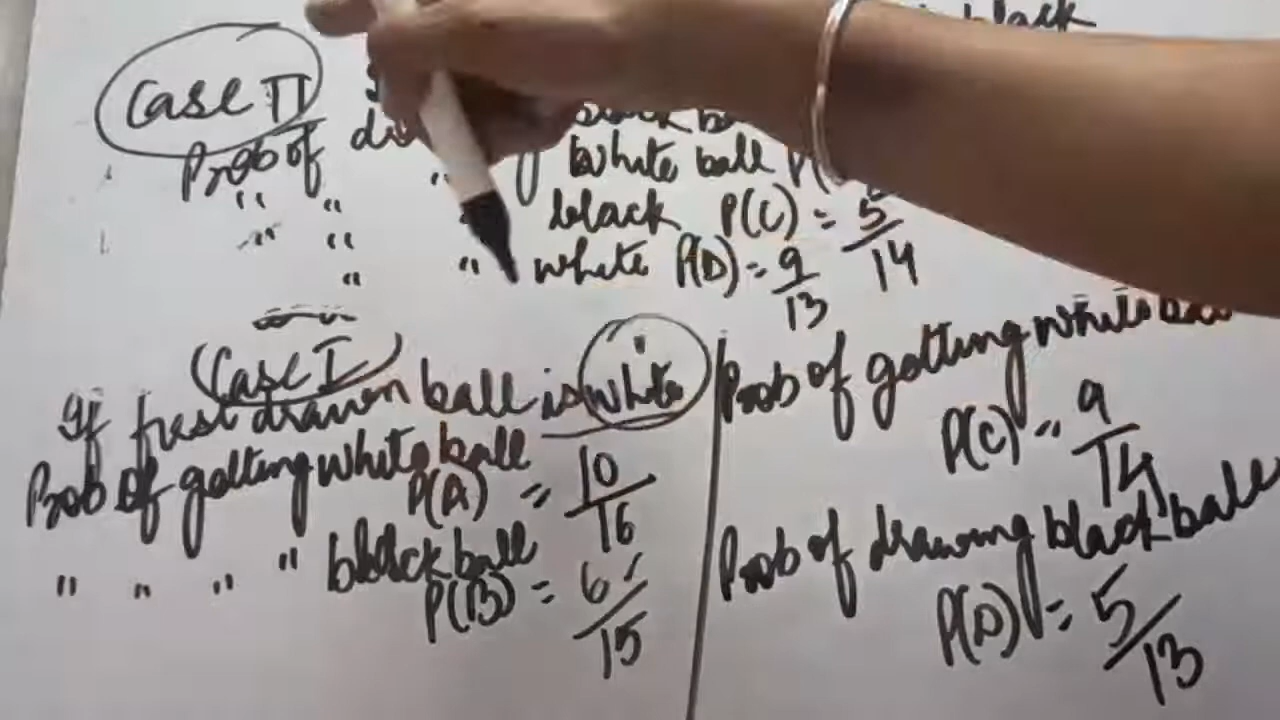 black
Case II
Prob of
white ball P(
" " " black P(C) = 5/14
" " "
" " white P(D) = 9/13
Case I
If first drawn ball is white
Prob of getting white ball
P(A) = 10/16
" " " " black ball
P(B) = 6/15
Prob of getting white ball
P(C) = 9/14
Prob of drawing black ball
P(D) = 5/13